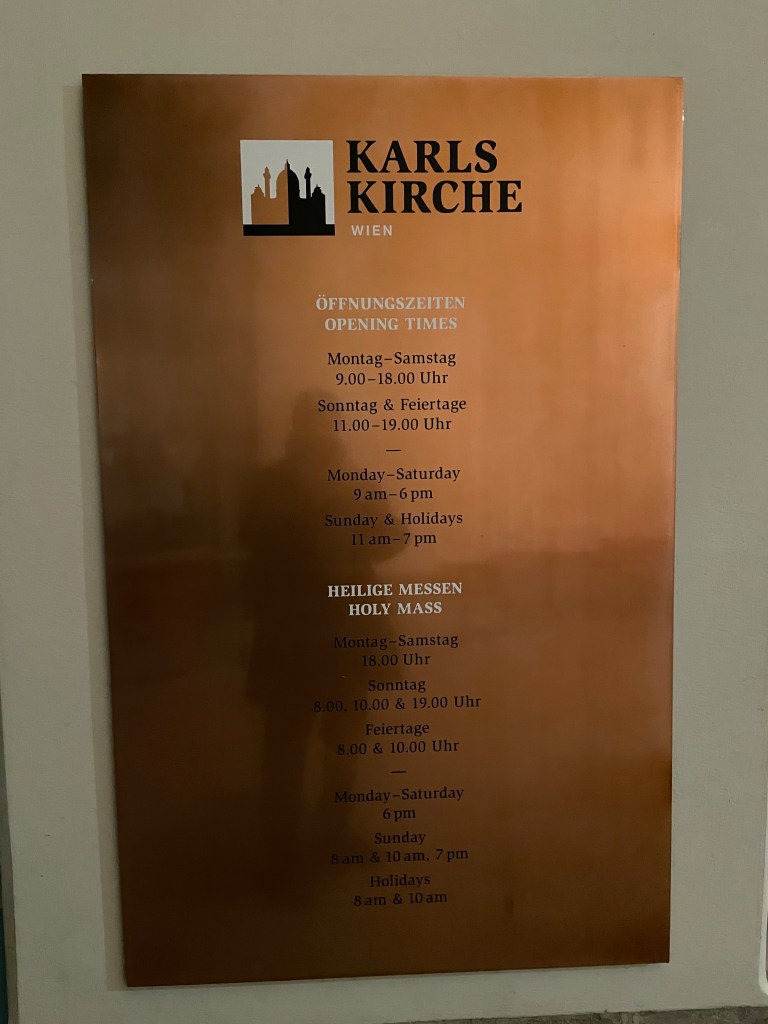 KARLS
KIRCHE
WIEN
ÖFFNUNGSZEITEN
OPENING TIMES
Montag–Samstag
9.00–18.00 Uhr
Sonntag & Feiertage
11.00–19.00 Uhr
—
Monday–Saturday
9 am–6 pm
Sunday & Holidays
11 am–7 pm
HEILIGE MESSEN
HOLY MASS
Montag–Samstag
18.00 Uhr
Sonntag
8.00, 10.00 & 19.00 Uhr
Feiertage
8.00 & 10.00 Uhr
—
Monday–Saturday
6 pm
Sunday
8 am & 10 am, 7 pm
Holidays
8 am & 10 am